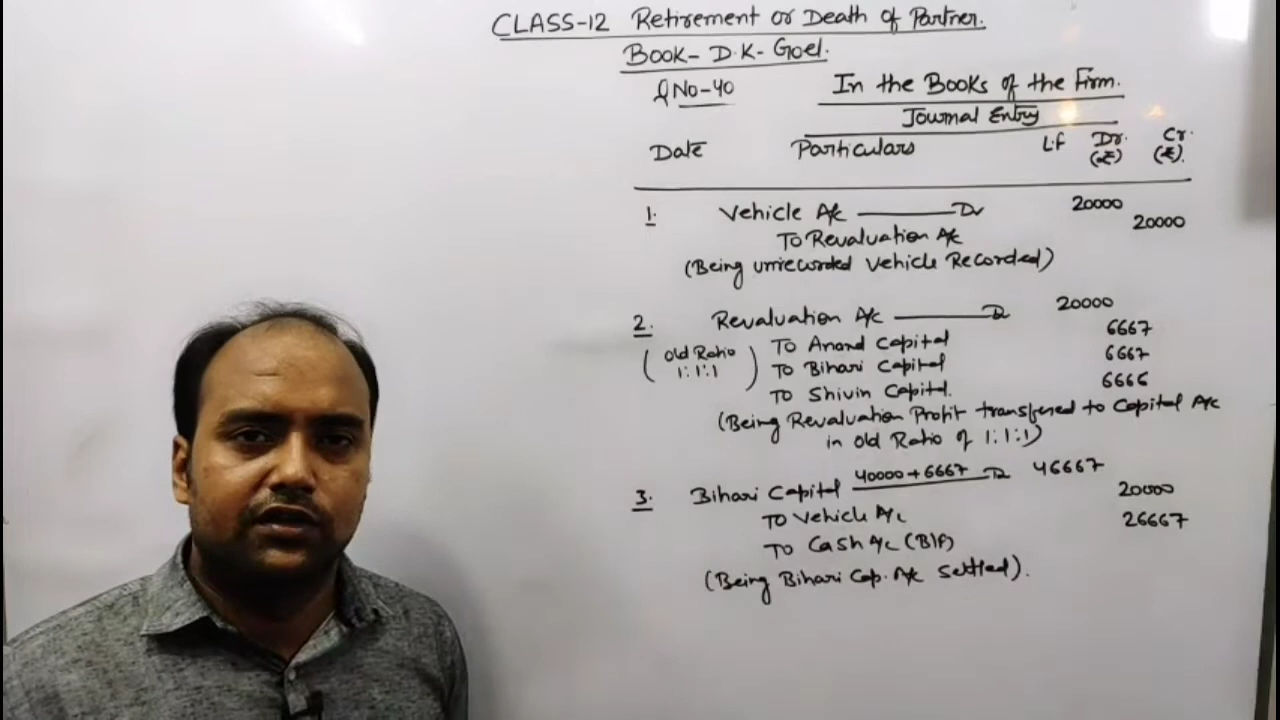 CLASS-12 Retirement or Death of Partner.
Book- D.K- Goel.
QNo-40
In the Books of the Firm.
Journal Entry
Date Particulars L.F Dr. (₹) Cr. (₹).
1. Vehicle A/c Dr 20000
To Revaluation A/c 20000
(Being unrecorded vehicle Recorded)
2. Revaluation A/c Dr 20000
(Old Ratio 1:1:1)
To Anand Capital 6667
To Bihari Capital 6667
To Shivin Capital. 6666
(Being Revaluation Profit transfered to Capital A/c
in old Ratio of 1:1:1)
3. Bihari Capital 40000+6667 Dr 46667
To Vehicle A/c 20000
To Cash A/c (B/f) 26667
(Being Bihari Cap. A/c settled).